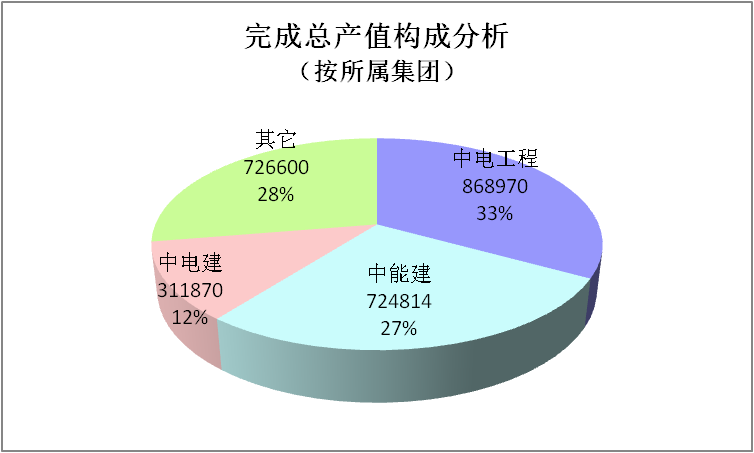 完成总产值构成分析
（按所属集团）
其它
726600
28%
中电工程
868970
33%
中电建
311870
12%
中能建
724814
27%